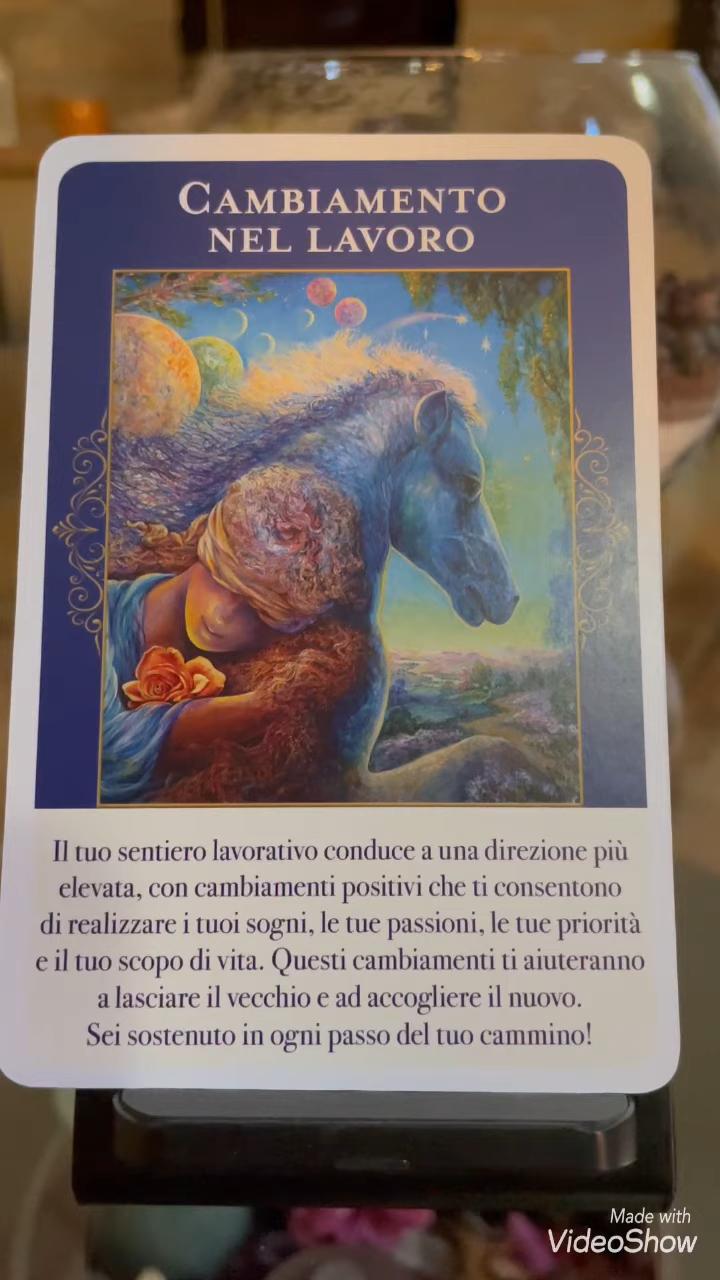 CAMBIAMENTO
NEL LAVORO
Il tuo sentiero lavorativo conduce a una direzione più
elevata, con cambiamenti positivi che ti consentono
di realizzare i tuoi sogni, le tue passioni, le tue priorità
e il tuo scopo di vita. Questi cambiamenti ti aiuteranno
a lasciare il vecchio e ad accogliere il nuovo.
Sei sostenuto in ogni passo del tuo cammino!
Made with
VideoShow